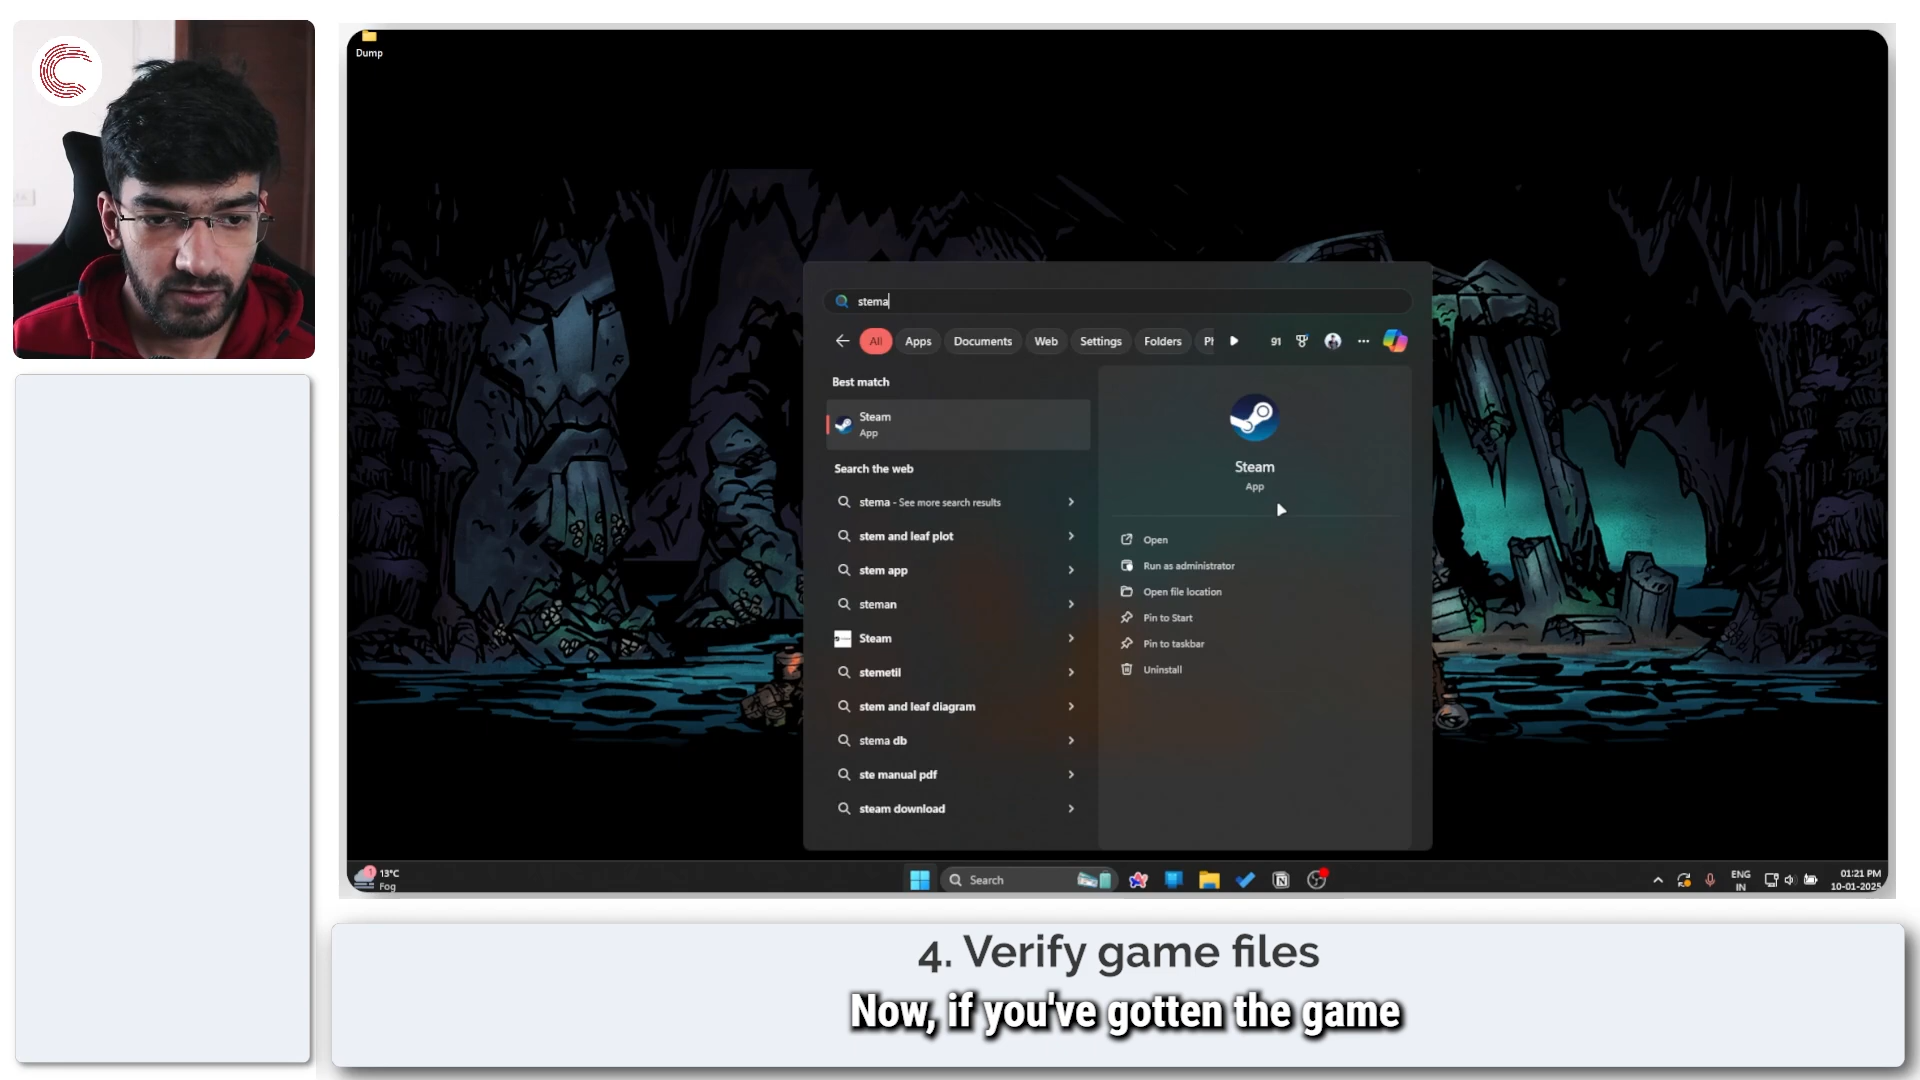 Dump
stema
All
Apps
Documents
Web
Settings
Folders
91
Best match
Steam
App
Search the web
stema - See more search results
stem and leaf plot
stem app
steman
Steam
stemetil
stem and leaf diagram
stema db
ste manual pdf
steam download
Steam
App
Open
Run as administrator
Open file location
Pin to Start
Pin to taskbar
Uninstall
13°C
Fog
Search
ENG
IN
01:21 PM
10-01-2025
4. Verify game files
Now, if you've gotten the game